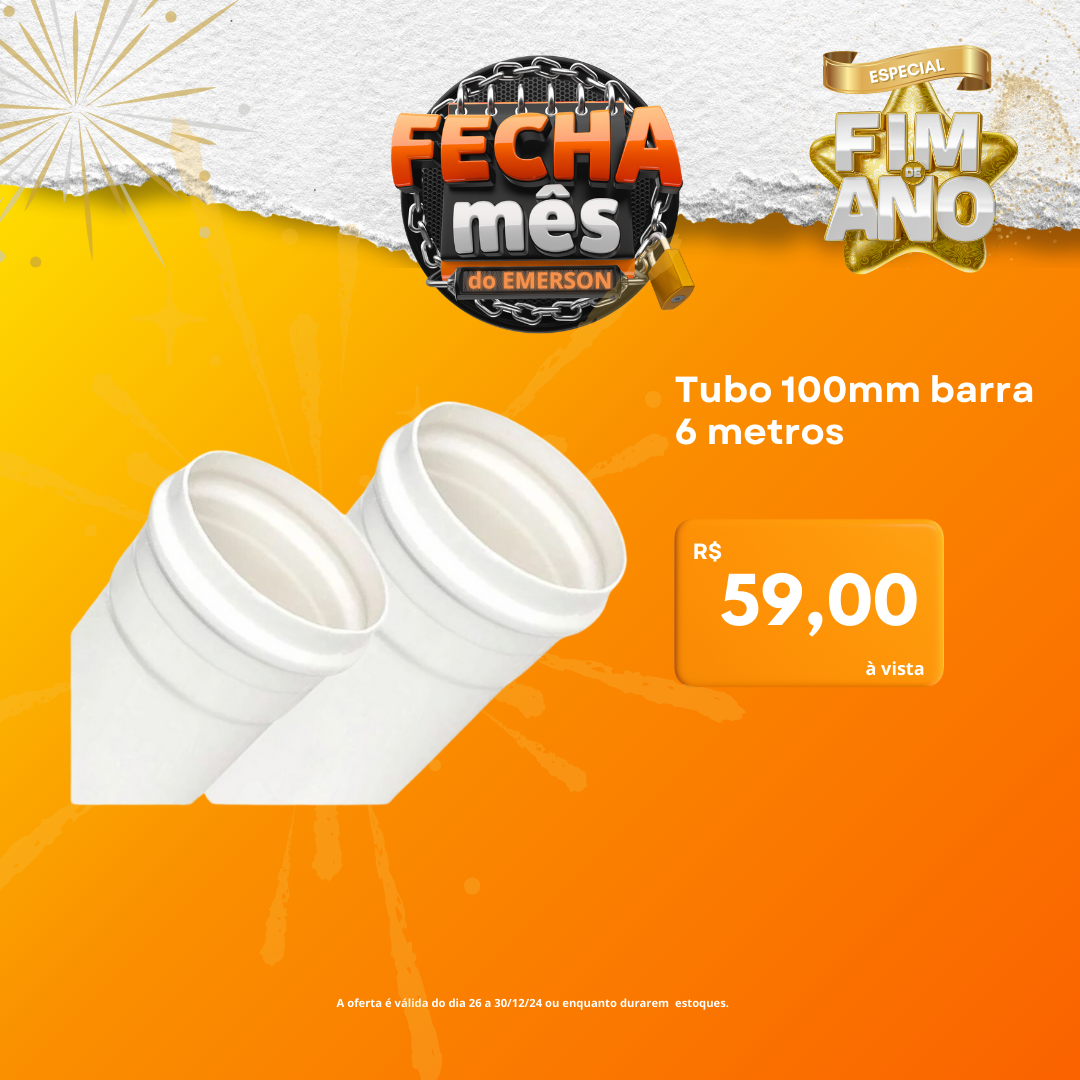 FECHA
mês
do EMERSON
ESPECIAL
FIM
DE
ANO
Tubo 100mm barra
6 metros
R$
59,00
à vista
A oferta é válida do dia 26 a 30/12/24 ou enquanto durarem estoques.